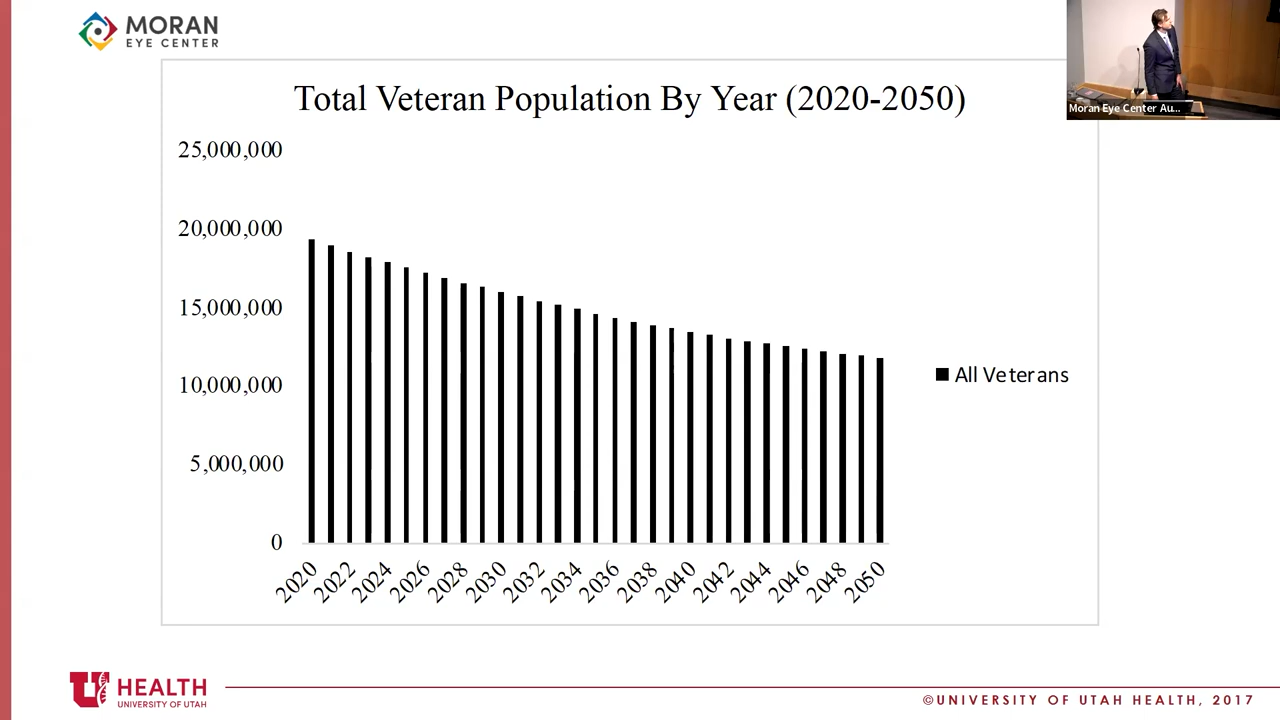 MORAN
EYE CENTER
Moran Eye Center Au...
Total Veteran Population By Year (2020-2050)
25,000,000
20,000,000
15,000,000
10,000,000
5,000,000
0
2020 2022 2024 2026 2028 2030 2032 2034 2036 2038 2040 2042 2044 2046 2048 2050
All Veterans
U HEALTH
UNIVERSITY OF UTAH
©UNIVERSITY OF UTAH HEALTH, 2017